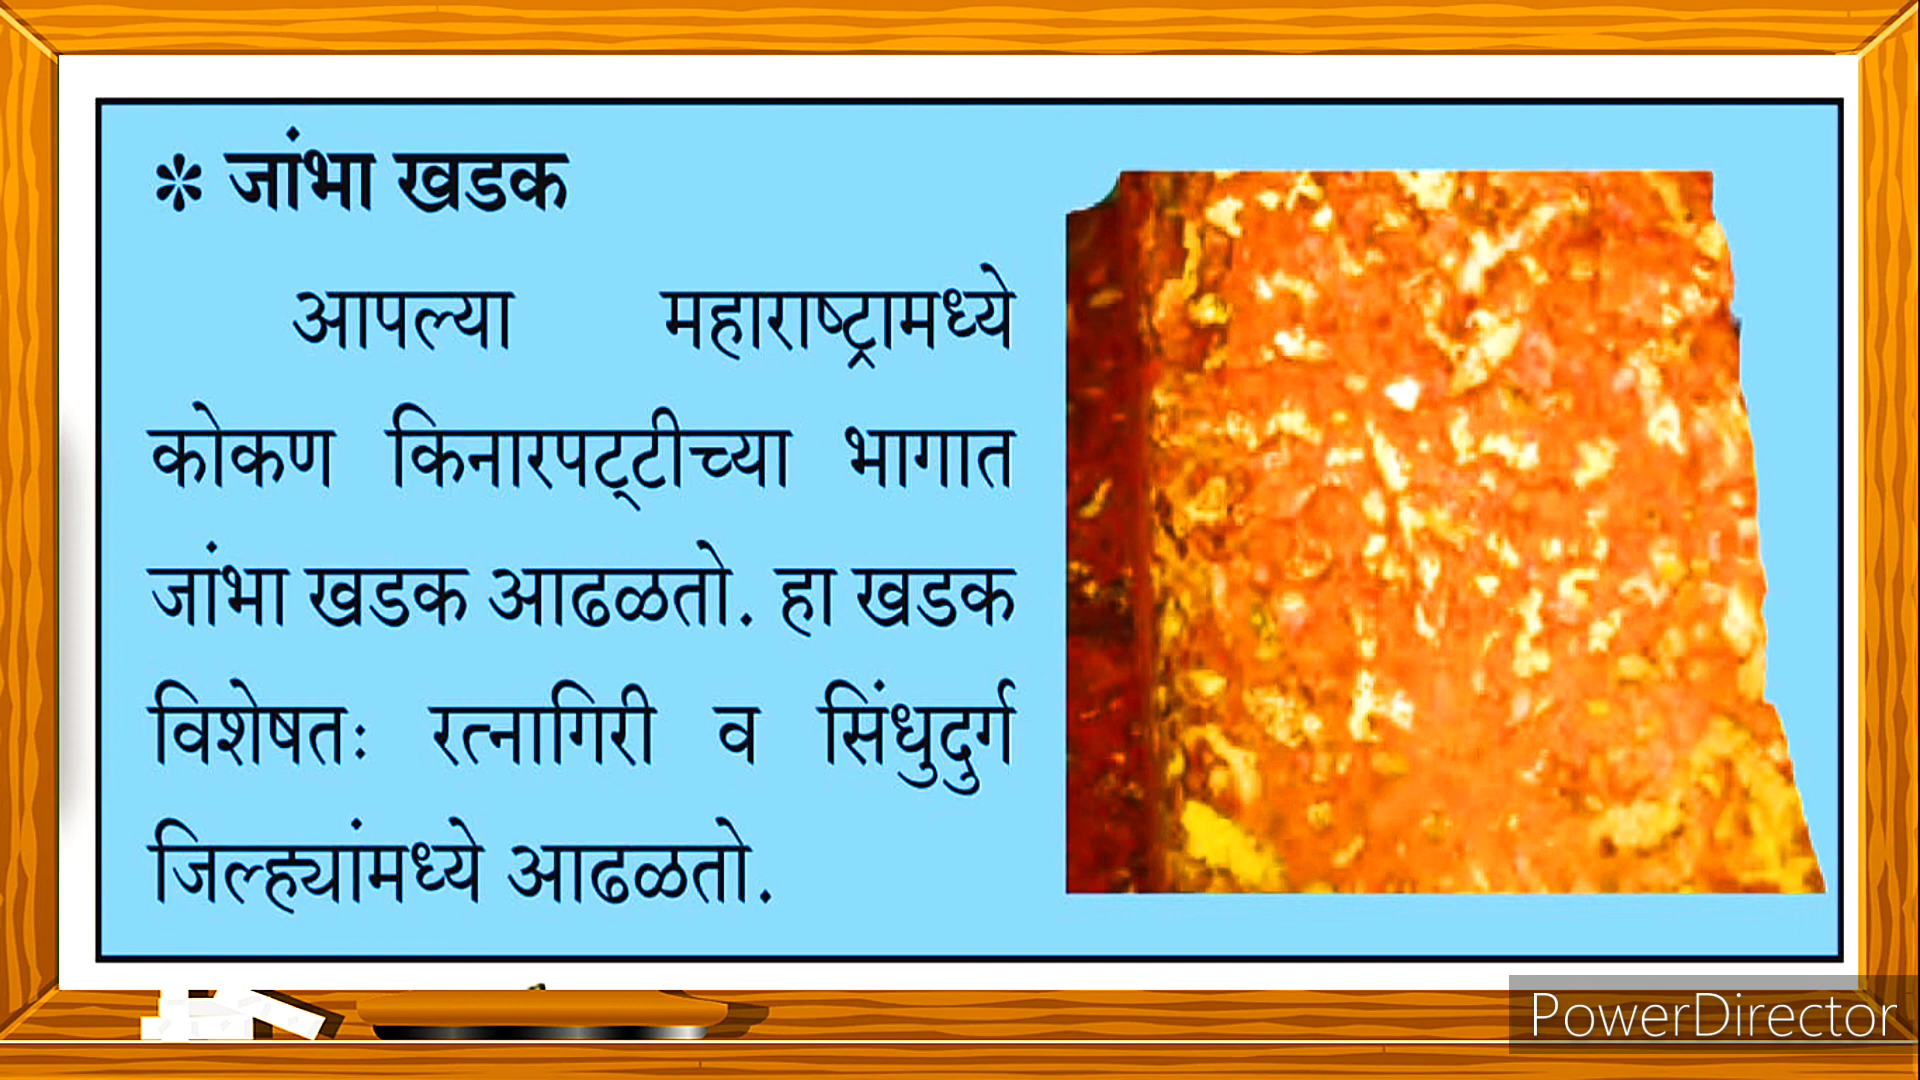 * जांभा खडक
आपल्या महाराष्ट्रामध्ये
कोकण किनारपट्टीच्या भागात
जांभा खडक आढळतो. हा खडक
विशेषतः रत्नागिरी व सिंधुदुर्ग
जिल्ह्यांमध्ये आढळतो.
PowerDirector